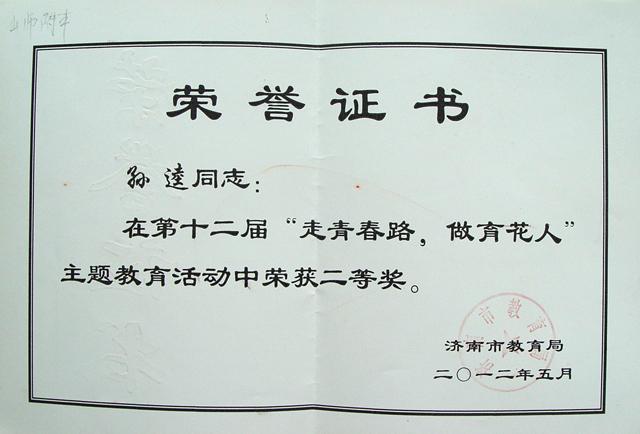 山师附中
荣誉证书
孙逵同志：
在第十二届“走青春路，做育花人”
主题教育活动中荣获二等奖。
济南市教育局
二〇一二年五月